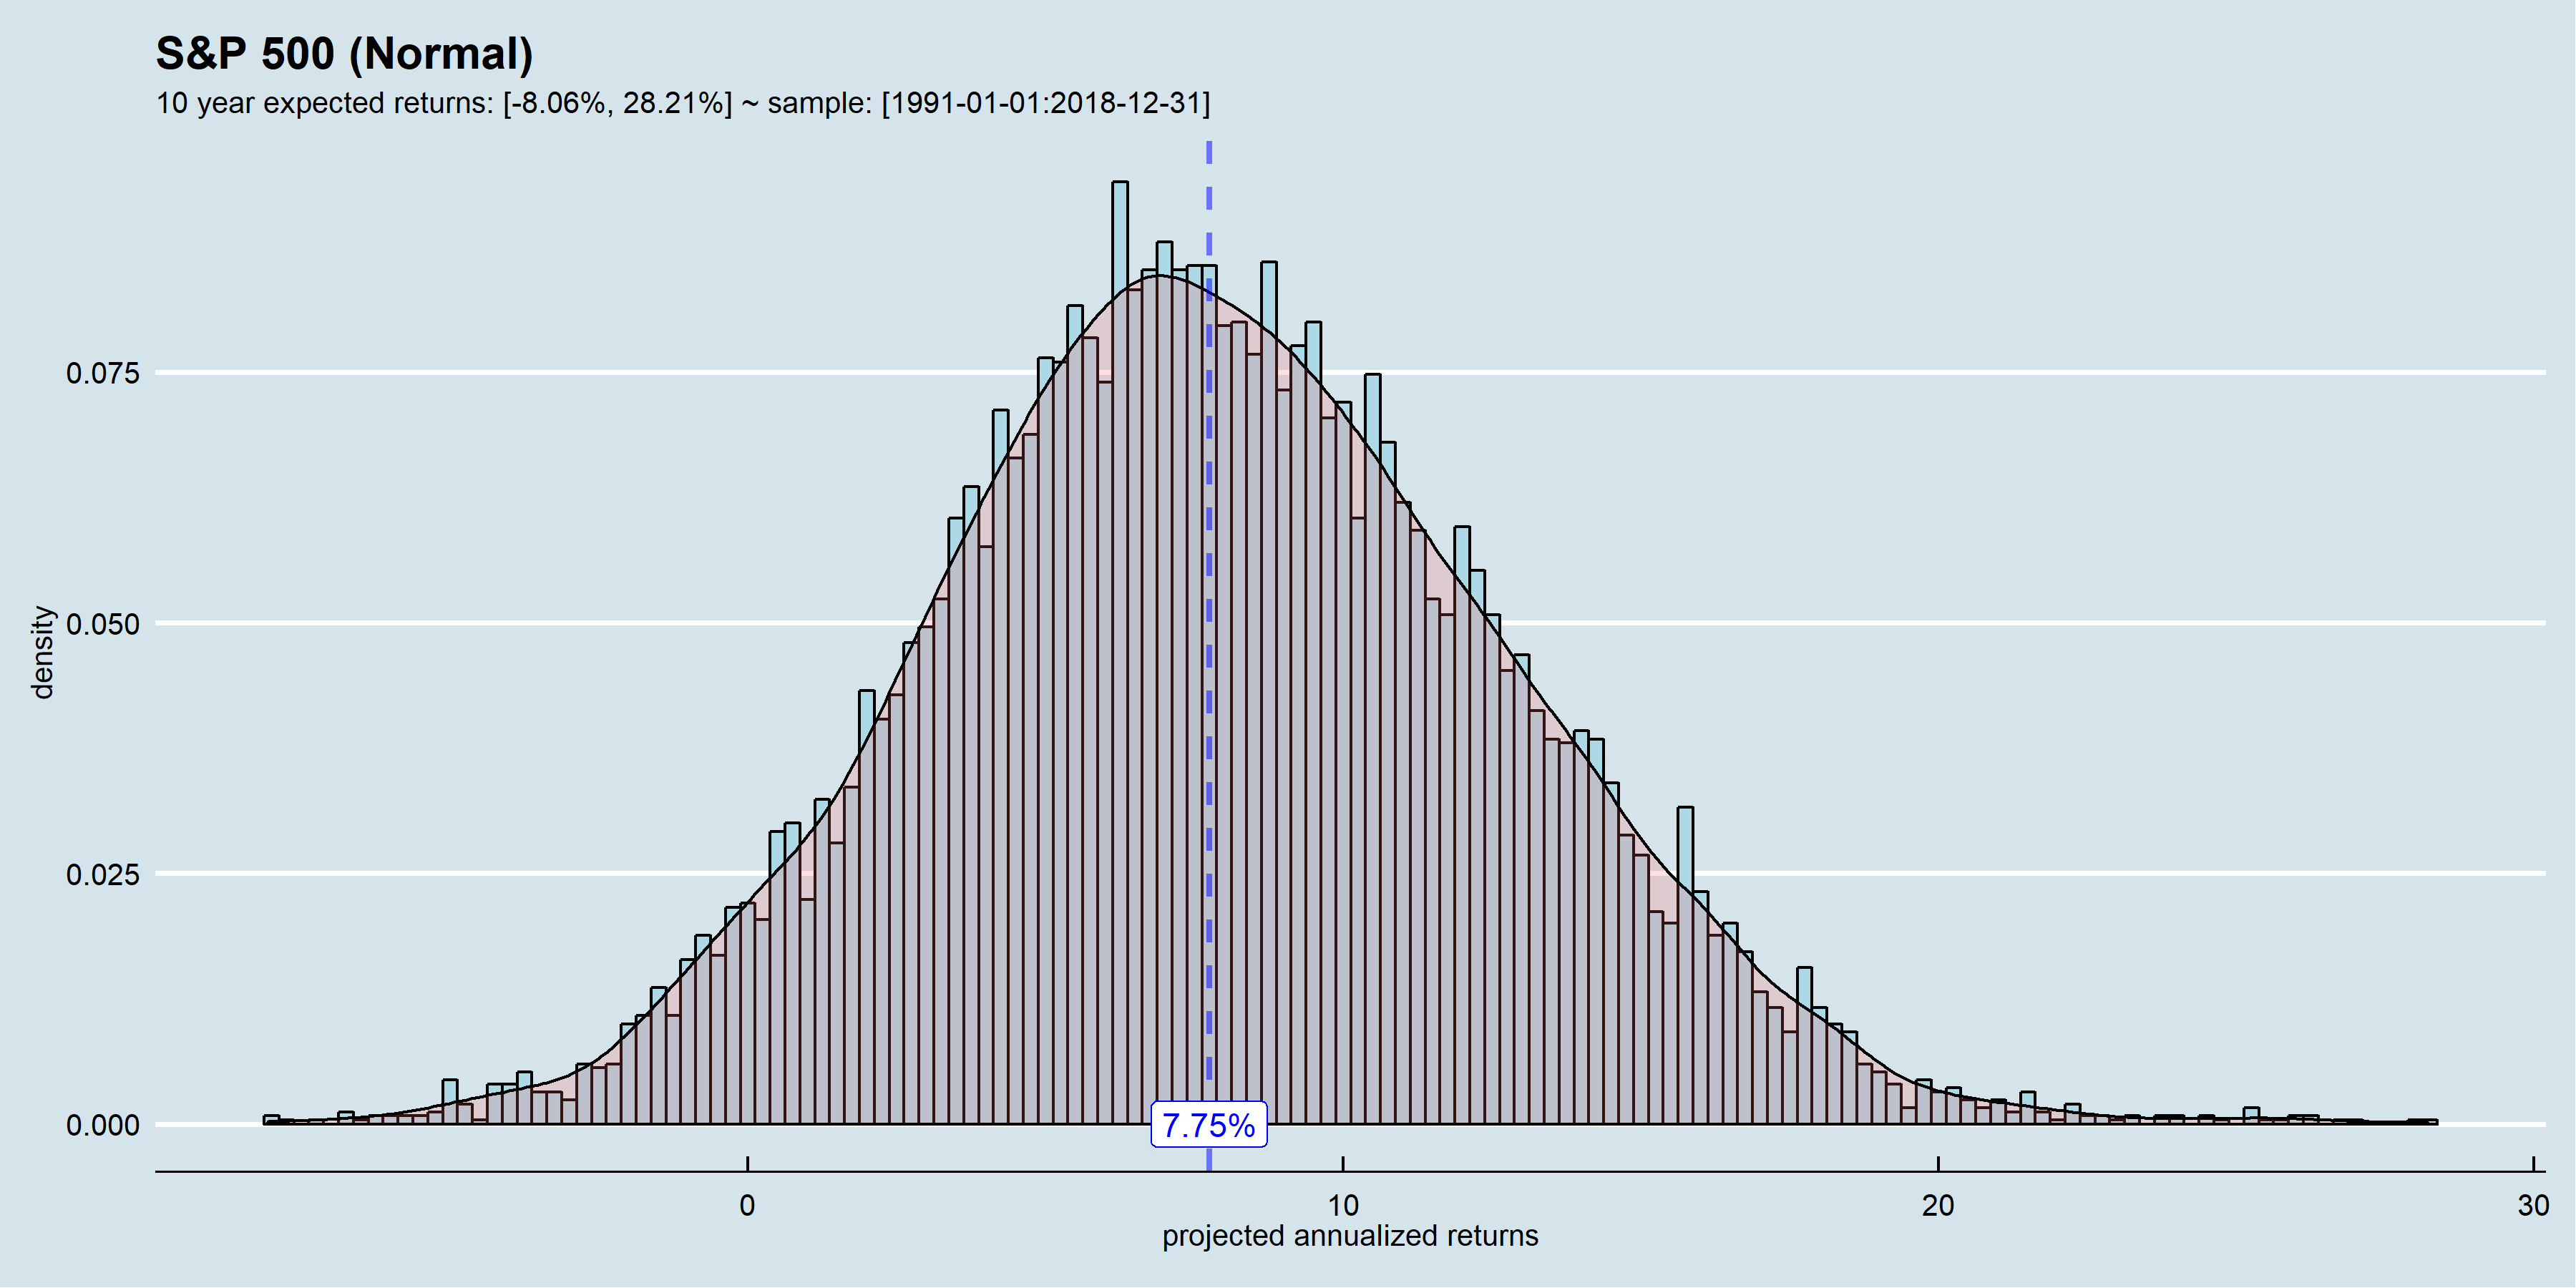 S&P 500 (Normal)
10 year expected returns: [-8.06%, 28.21%] ~ sample: [1991-01-01:2018-12-31]
0.075
0.050
0.025
0.000
density
7.75%
0
10
20
30
projected annualized returns